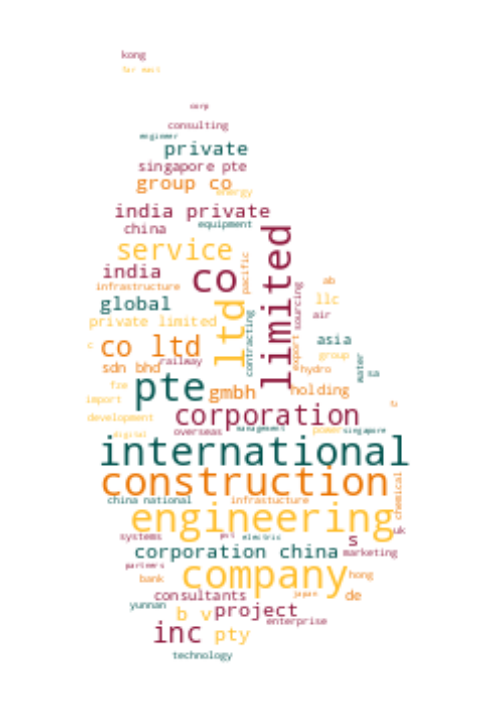 kong
far east
corp
consulting
engineer
private
singapore pte
group co
energy
india private
equipment
china
service
limited
india
co
pacific
infrastructure
ab
sourcing
global
llc
ltd
air
private limited
contracting
export
asia
c
co ltd
group
railway
water
sdn bhd
hydro
sa
pte
fze
gmbh
holding
import
corporation
development
overseas
management
power
singapore
digital
international
construction
chemical
china national
infrastucture
engineering
uk
systems
electric
s
corporation china
marketing
partners
company
bank
hong
consultants
japan
de
yunnan
b v
project
enterprise
inc
pty
technology